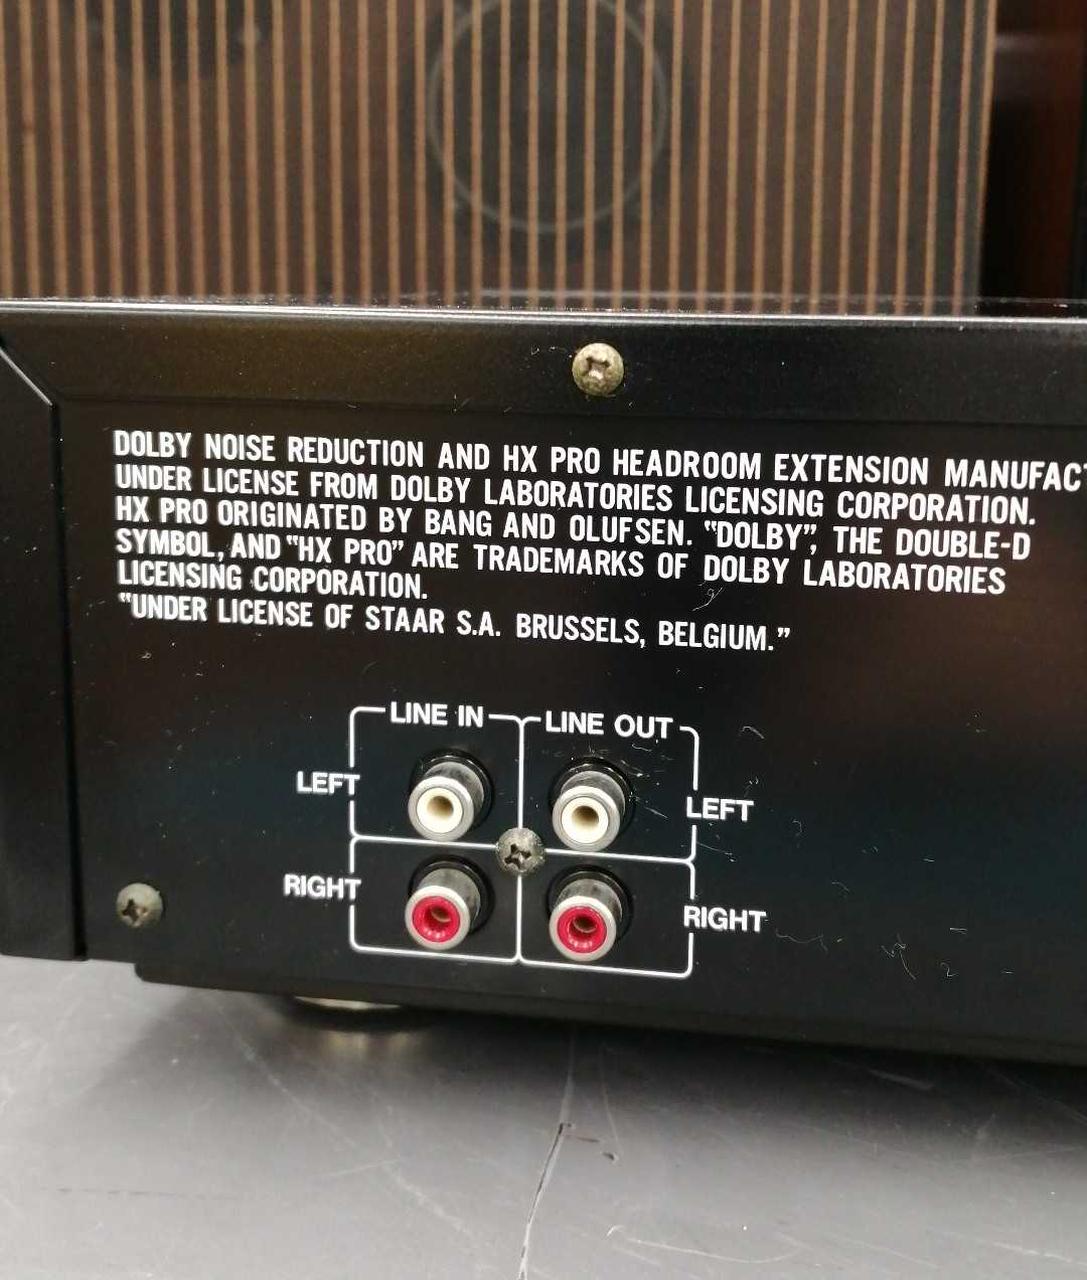 DOLBY NOISE REDUCTION AND HX PRO HEADROOM EXTENSION MANUFACT
UNDER LICENSE FROM DOLBY LABORATORIES LICENSING CORPORATION.
HX PRO ORIGINATED BY BANG AND OLUFSEN. “DOLBY”, THE DOUBLE-D
SYMBOL, AND “HX PRO” ARE TRADEMARKS OF DOLBY LABORATORIES
LICENSING CORPORATION.
“UNDER LICENSE OF STAAR S.A. BRUSSELS, BELGIUM.”
LINE IN LINE OUT
LEFT LEFT
RIGHT RIGHT